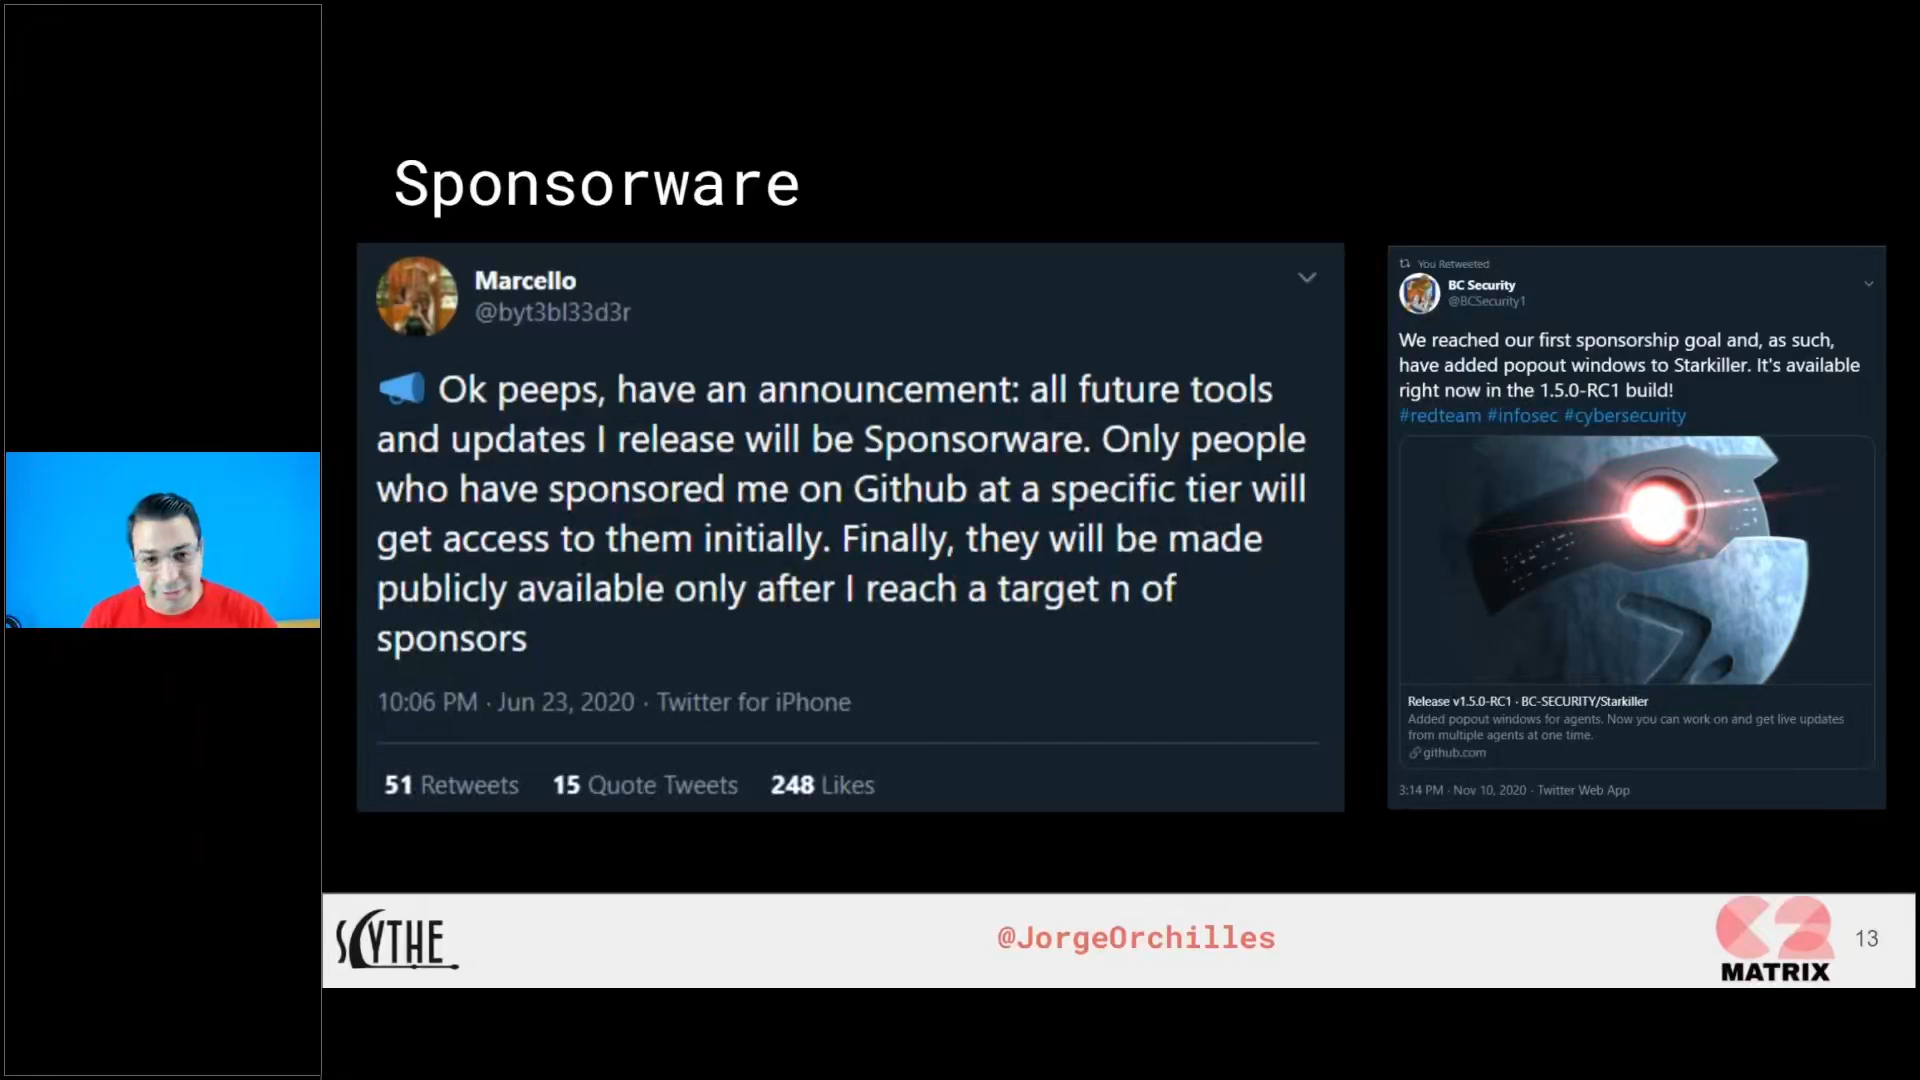 Sponsorware
Marcello
@byt3bl33d3r
Ok peeps, have an announcement: all future tools
and updates I release will be Sponsorware. Only people
who have sponsored me on Github at a specific tier will
get access to them initially. Finally, they will be made
publicly available only after I reach a target n of
sponsors
10:06 PM · Jun 23, 2020 · Twitter for iPhone
51 Retweets 15 Quote Tweets 248 Likes
You Retweeted
BC Security
@BCSecurity1
We reached our first sponsorship goal and, as such,
have added popout windows to Starkiller. It's available
right now in the 1.5.0-RC1 build!
#redteam #infosec #cybersecurity
Release v1.5.0-RC1 · BC-SECURITY/Starkiller
Added popout windows for agents. Now you can work on and get live updates
from multiple agents at one time.
github.com
3:14 PM · Nov 10, 2020 · Twitter Web App
SCYTHE
@JorgeOrchilles
C2
MATRIX
13